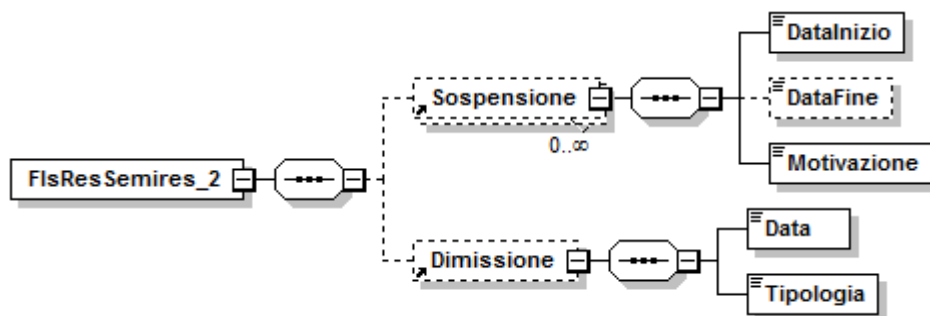 DataInizio
Sospensione
DataFine
0..∞
FlsResSemires_2
Motivazione
Data
Dimissione
Tipologia